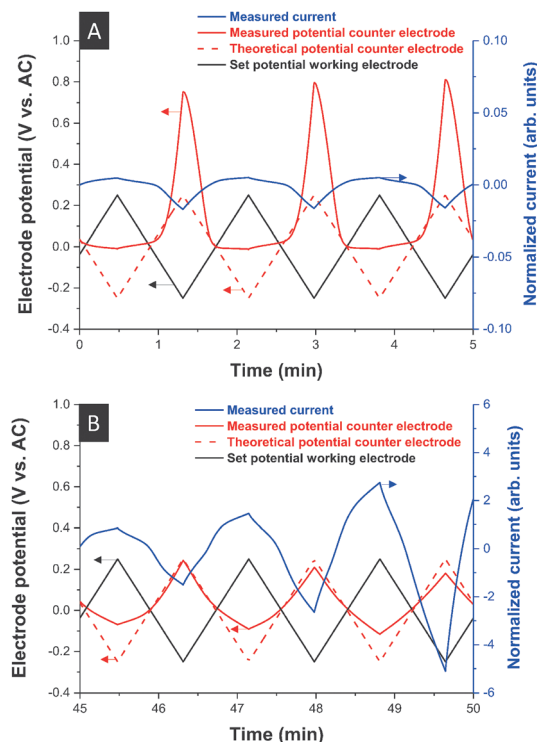 A
Measured current
Measured potential counter electrode
Theoretical potential counter electrode
Set potential working electrode
Electrode potential (V vs. AC)
1.0
0.8
0.6
0.4
0.2
0.0
-0.2
-0.4
Normalized current (arb. units)
0.10
0.05
0.00
-0.05
-0.10
0 1 2 3 4 5
Time (min)
B
Measured current
Measured potential counter electrode
Theoretical potential counter electrode
Set potential working electrode
Electrode potential (V vs. AC)
1.0
0.8
0.6
0.4
0.2
0.0
-0.2
-0.4
Normalized current (arb. units)
6
4
2
0
-2
-4
-6
45 46 47 48 49 50
Time (min)